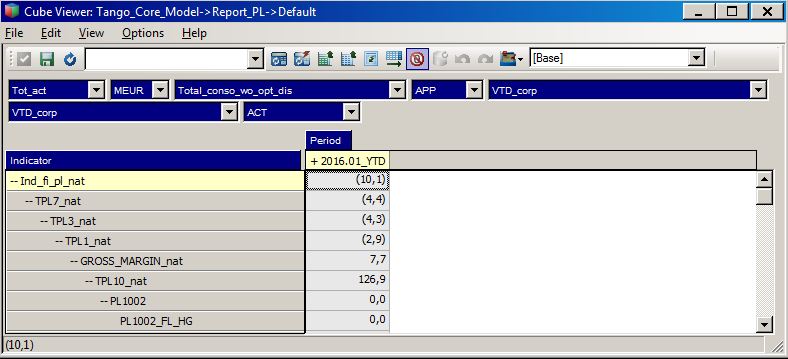 Cube Viewer: Tango_Core_Model->Report_PL->Default
File Edit View Options Help
[Base]
Tot_act MEUR Total_conso_wo_opt_dis APP VTD_corp
VTD_corp ACT
Period
Indicator + 2016.01_YTD
-- Ind_fi_pl_nat (10,1)
-- TPL7_nat (4,4)
-- TPL3_nat (4,3)
-- TPL1_nat (2,9)
-- GROSS_MARGIN_nat 7,7
-- TPL10_nat 126,9
-- PL1002 0,0
PL1002_FL_HG 0,0
(10,1)